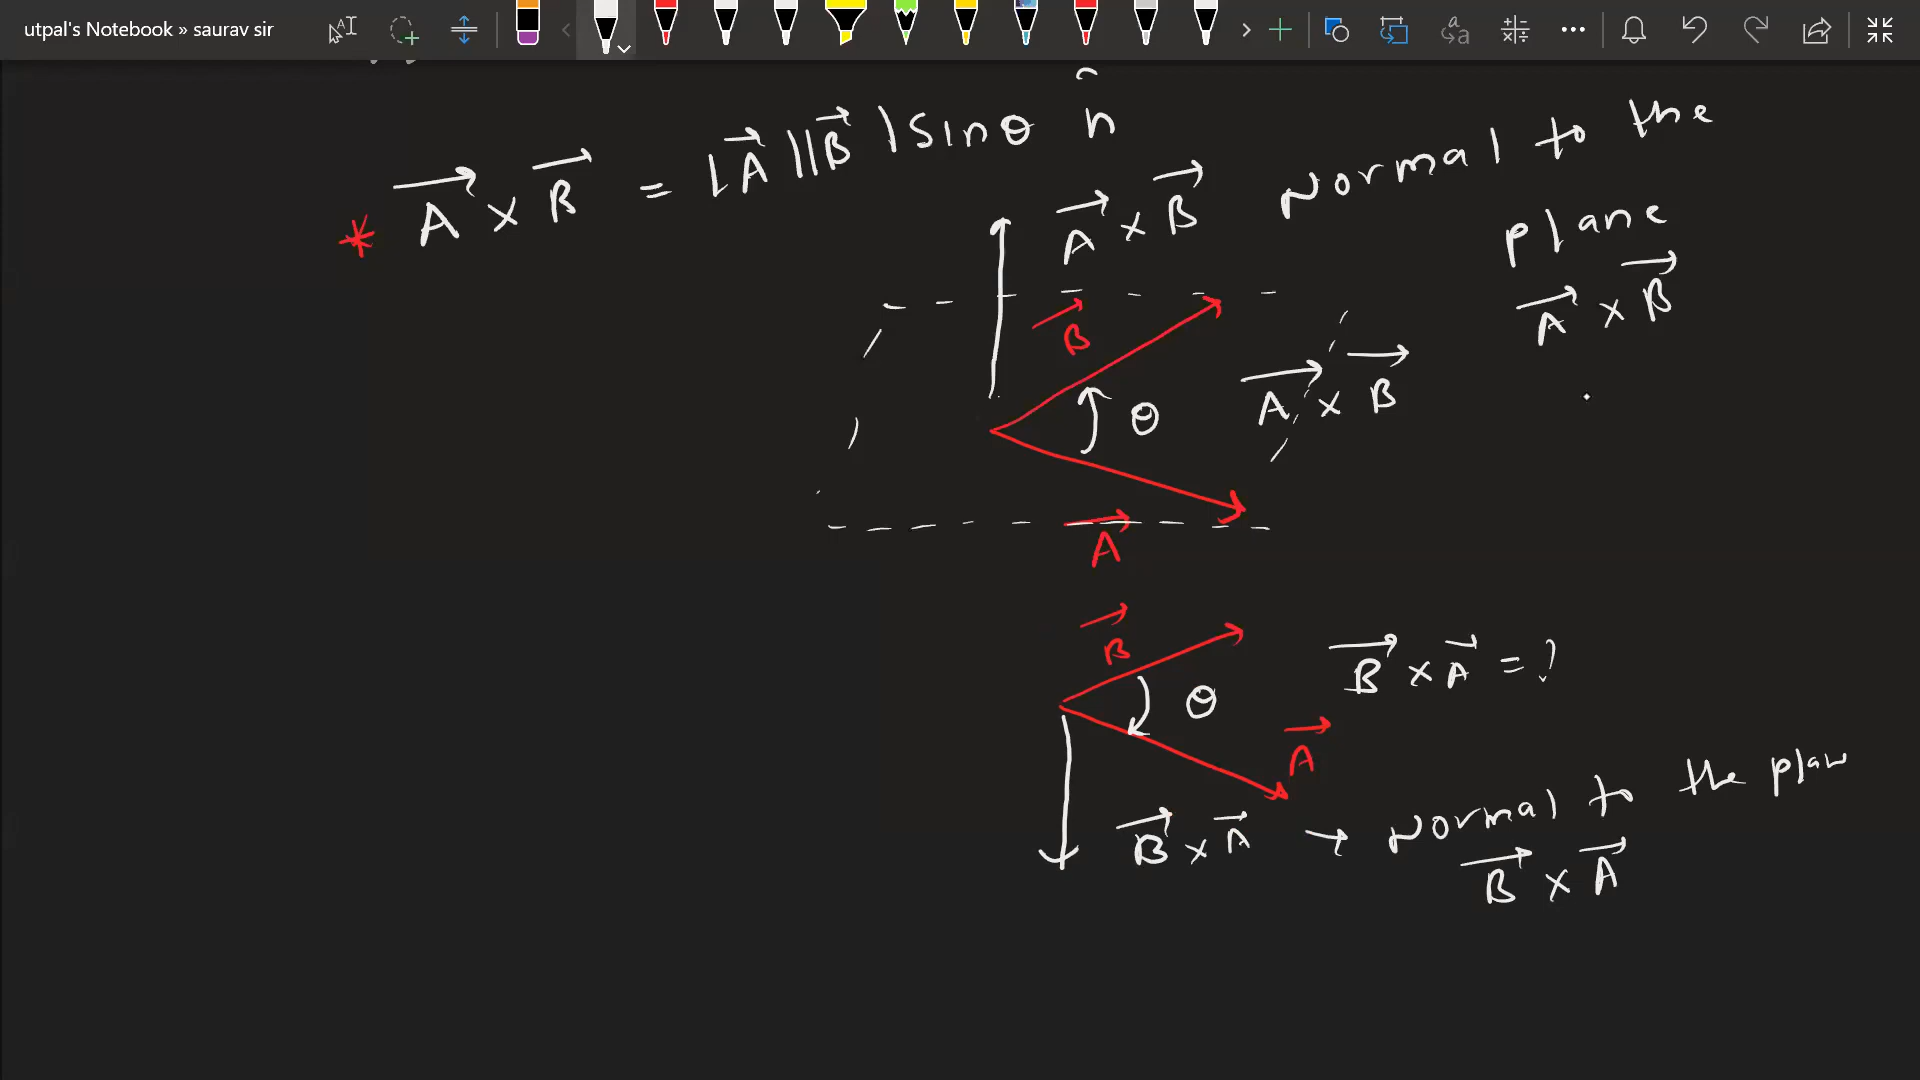 utpal's Notebook » saurav sir
* A⃗ × B⃗ = |A⃗||B⃗| sinθ n̂
A⃗ × B⃗ Normal to the
plane
A⃗ × B⃗
B⃗
θ
A⃗ × B⃗
A⃗
B⃗
B⃗ × A⃗ = ?
θ
A⃗
B⃗ × A⃗ → Normal to the plan
B⃗ × A⃗